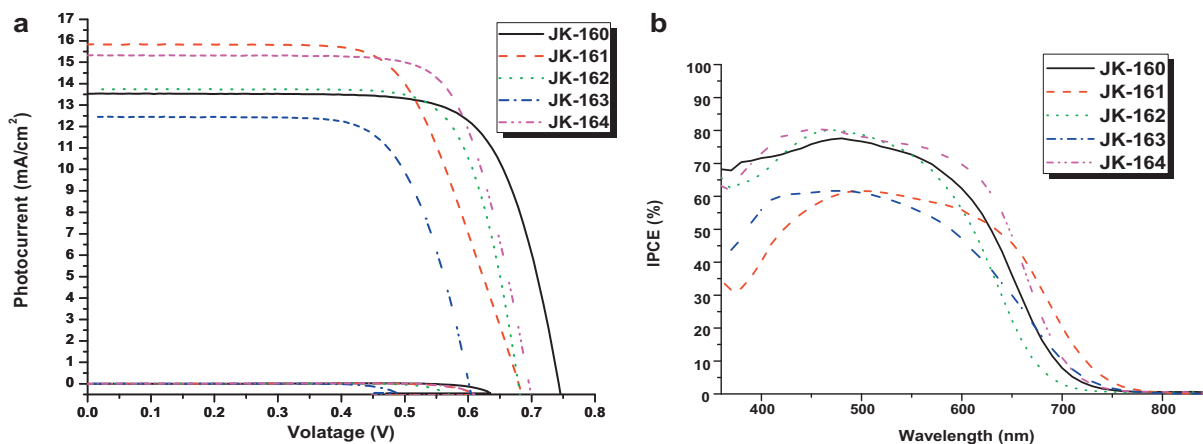 a
17
16
15
14
13
12
11
10
9
8
7
6
5
4
3
2
1
0
Photocurrent (mA/cm²)
0.0 0.1 0.2 0.3 0.4 0.5 0.6 0.7 0.8
Volatage (V)
JK-160
JK-161
JK-162
JK-163
JK-164
b
100
90
80
70
60
50
40
30
20
10
0
IPCE (%)
400 500 600 700 800
Wavelength (nm)
JK-160
JK-161
JK-162
JK-163
JK-164